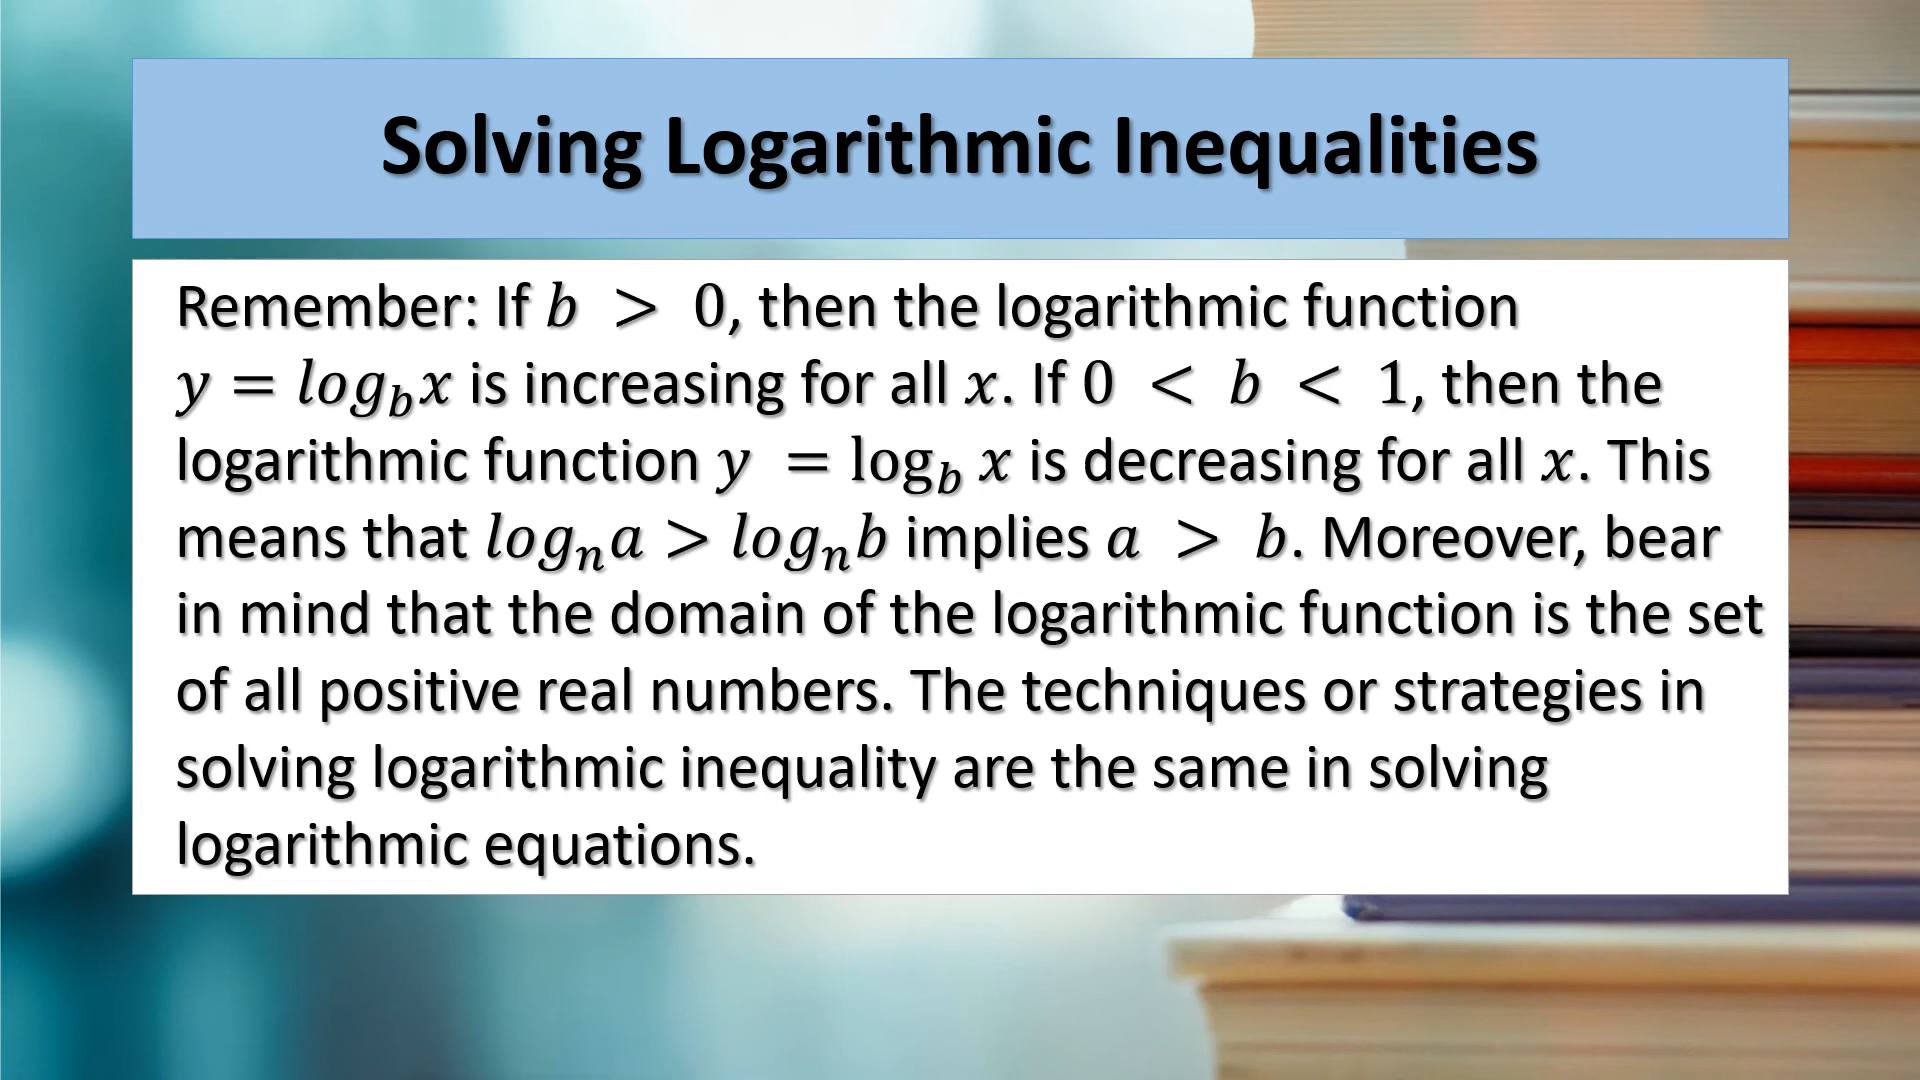 Solving Logarithmic Inequalities
Remember: If b > 0, then the logarithmic function
y = log_b x is increasing for all x. If 0 < b < 1, then the
logarithmic function y = log_b x is decreasing for all x. This
means that log_n a > log_n b implies a > b. Moreover, bear
in mind that the domain of the logarithmic function is the set
of all positive real numbers. The techniques or strategies in
solving logarithmic inequality are the same in solving
logarithmic equations.